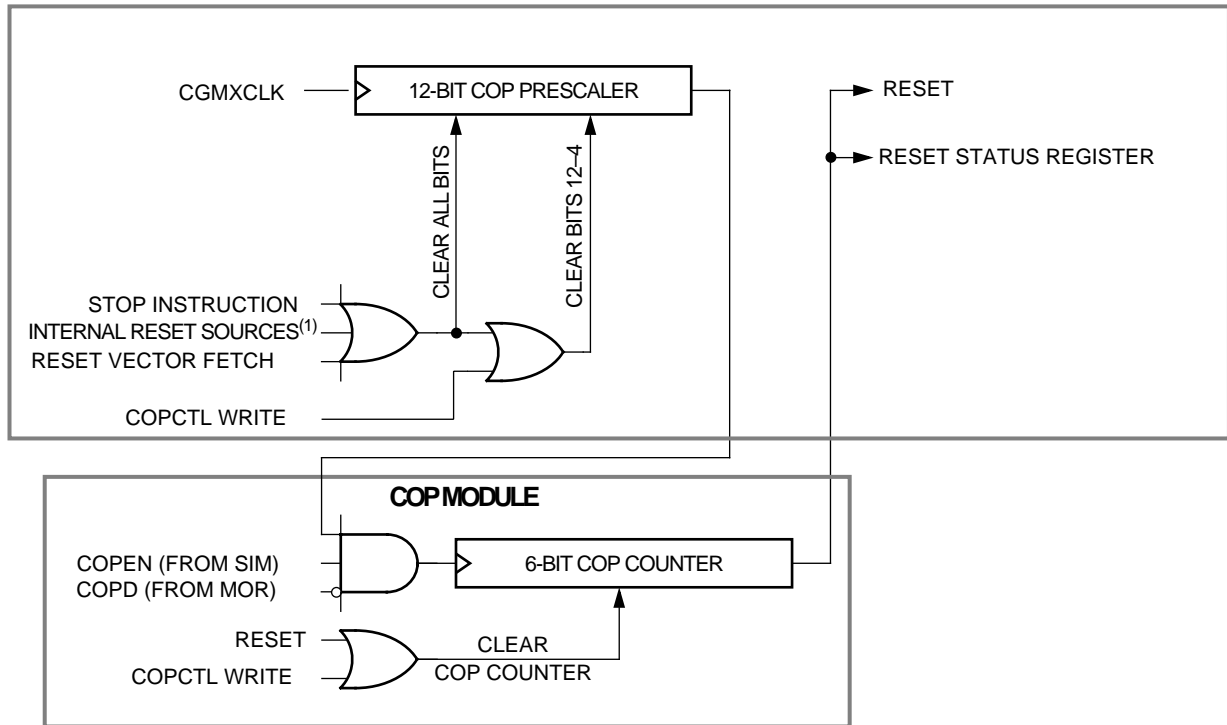 CGMXCLK
12-BIT COP PRESCALER
RESET
RESET STATUS REGISTER
CLEAR ALL BITS
CLEAR BITS 12–4
STOP INSTRUCTION
INTERNAL RESET SOURCES(1)
RESET VECTOR FETCH
COPCTL WRITE
COP MODULE
COPEN (FROM SIM)
COPD (FROM MOR)
6-BIT COP COUNTER
RESET
COPCTL WRITE
CLEAR
COP COUNTER